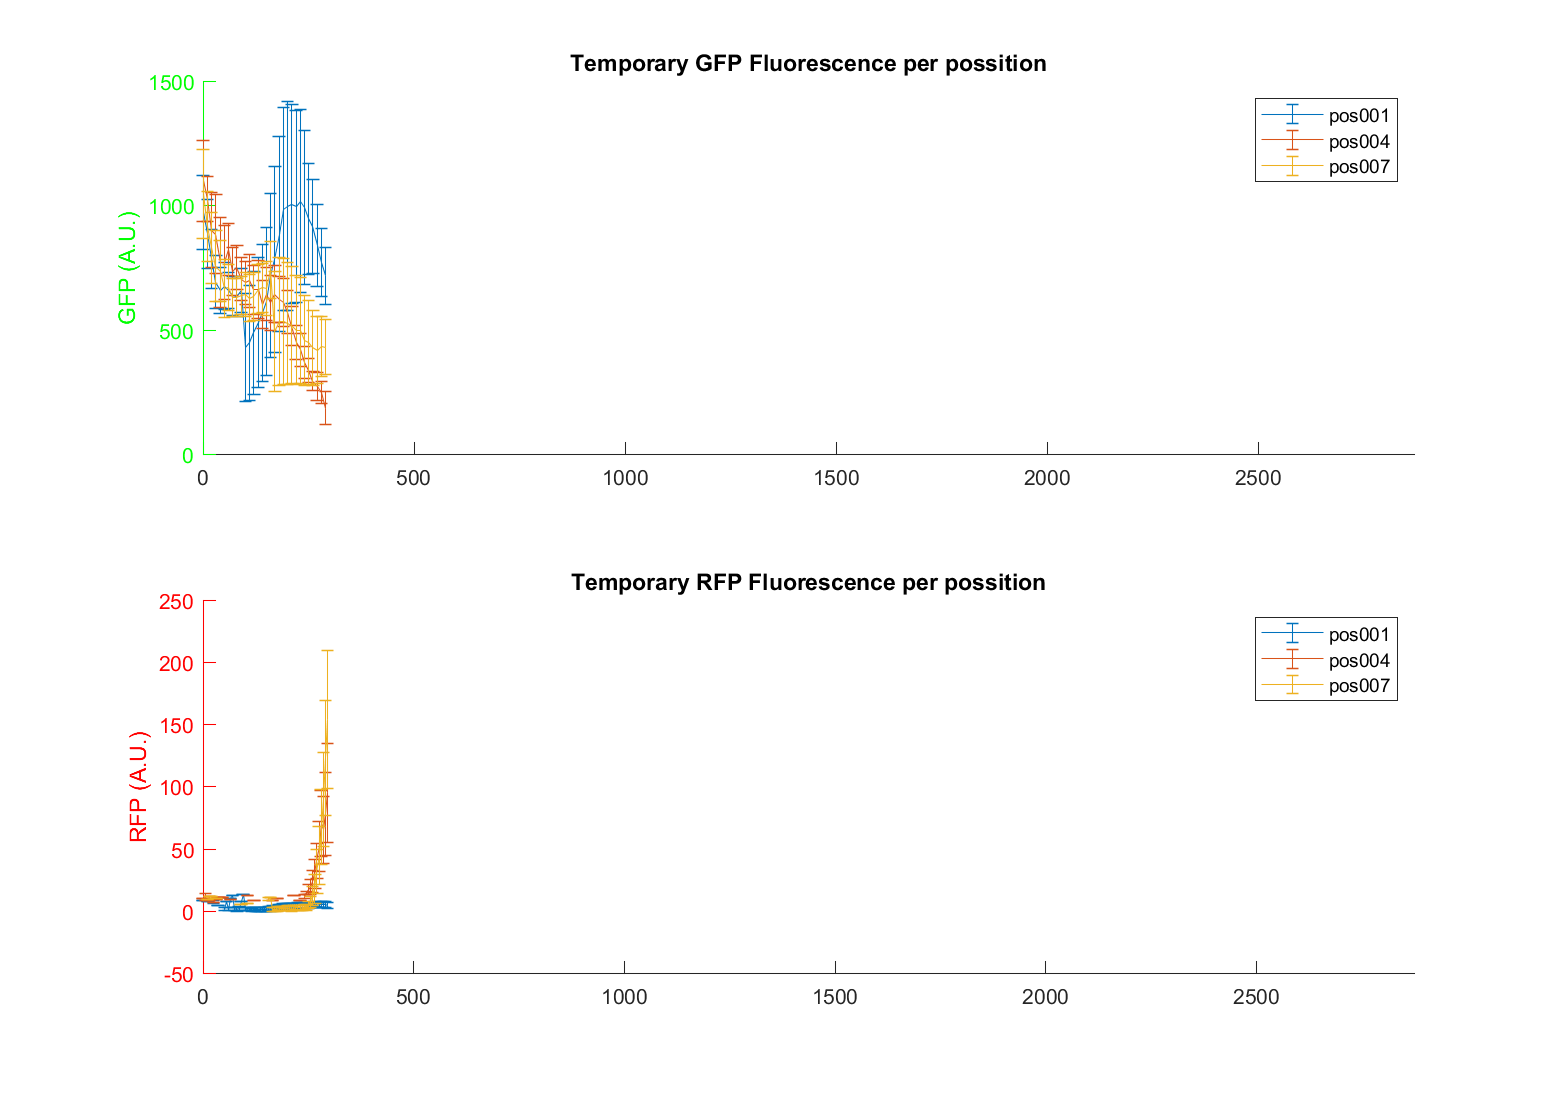 Temporary GFP Fluorescence per possition
1500
1000
500
0
GFP (A.U.)
pos001
pos004
pos007
0 500 1000 1500 2000 2500
Temporary RFP Fluorescence per possition
250
200
150
100
50
0
-50
RFP (A.U.)
pos001
pos004
pos007
0 500 1000 1500 2000 2500